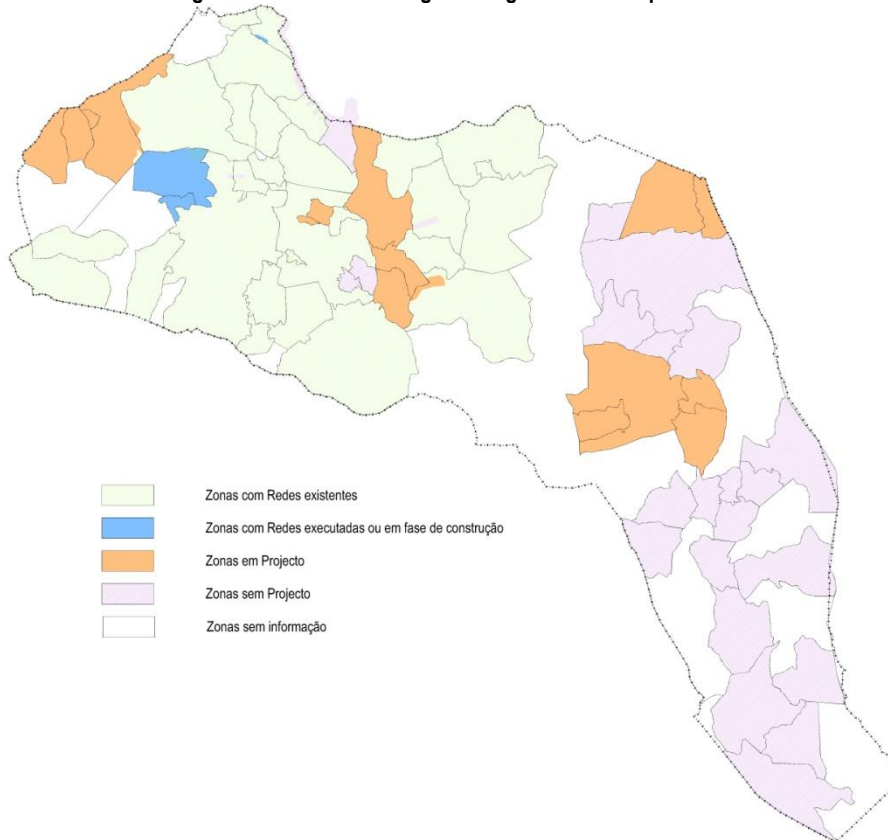 Zonas com Redes existentes
Zonas com Redes executadas ou em fase de construção
Zonas em Projecto
Zonas sem Projecto
Zonas sem informação